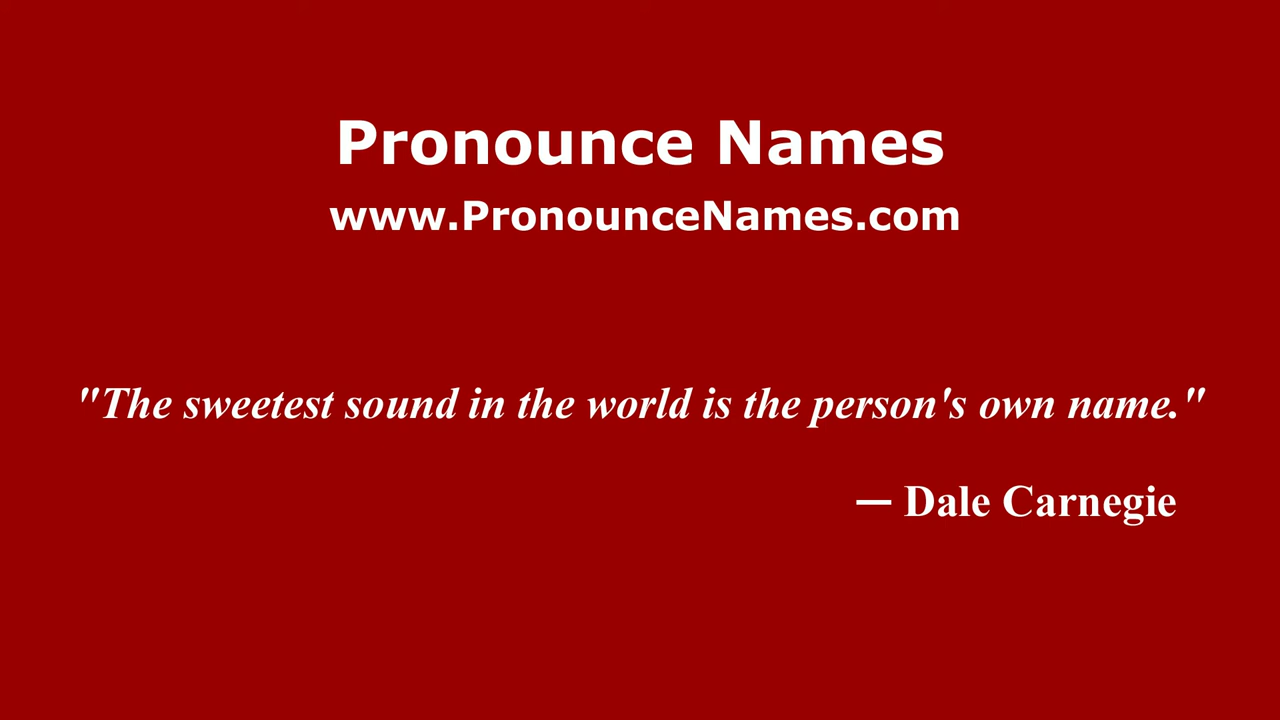 Pronounce Names
www.PronounceNames.com
"The sweetest sound in the world is the person's own name."
— Dale Carnegie